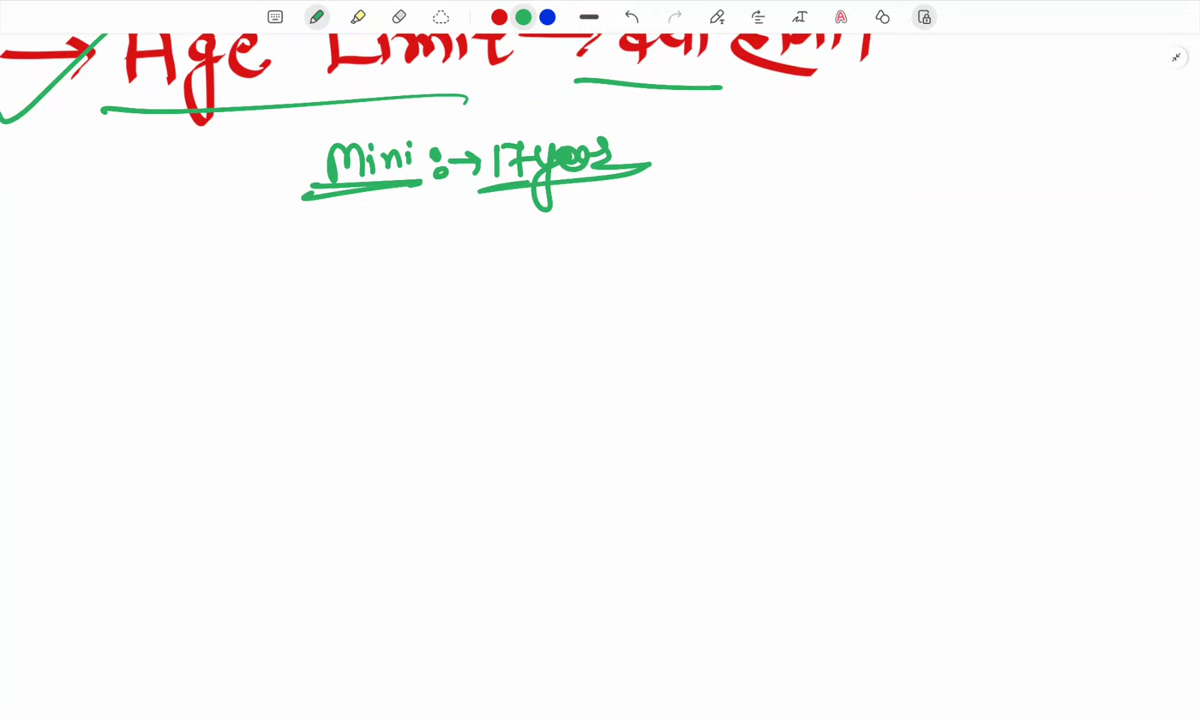 → Age Limit →
Mini :→ 17 years